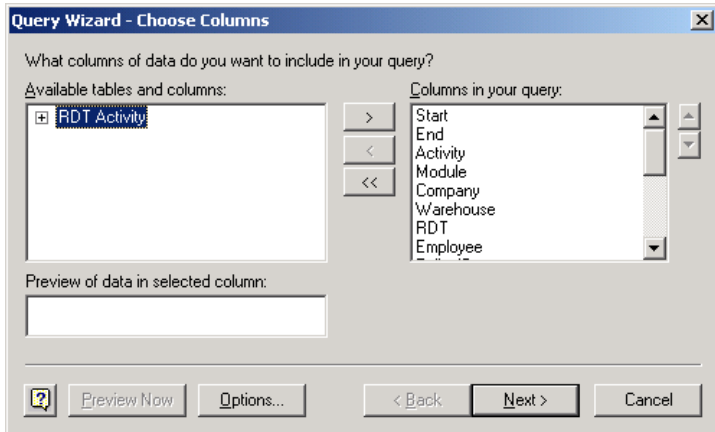 Query Wizard - Choose Columns
What columns of data do you want to include in your query?
Available tables and columns:
Columns in your query:
RDT Activity
>
<
<<
Start
End
Activity
Module
Company
Warehouse
RDT
Employee
Preview of data in selected column:
Preview Now
Options...
< Back
Next >
Cancel